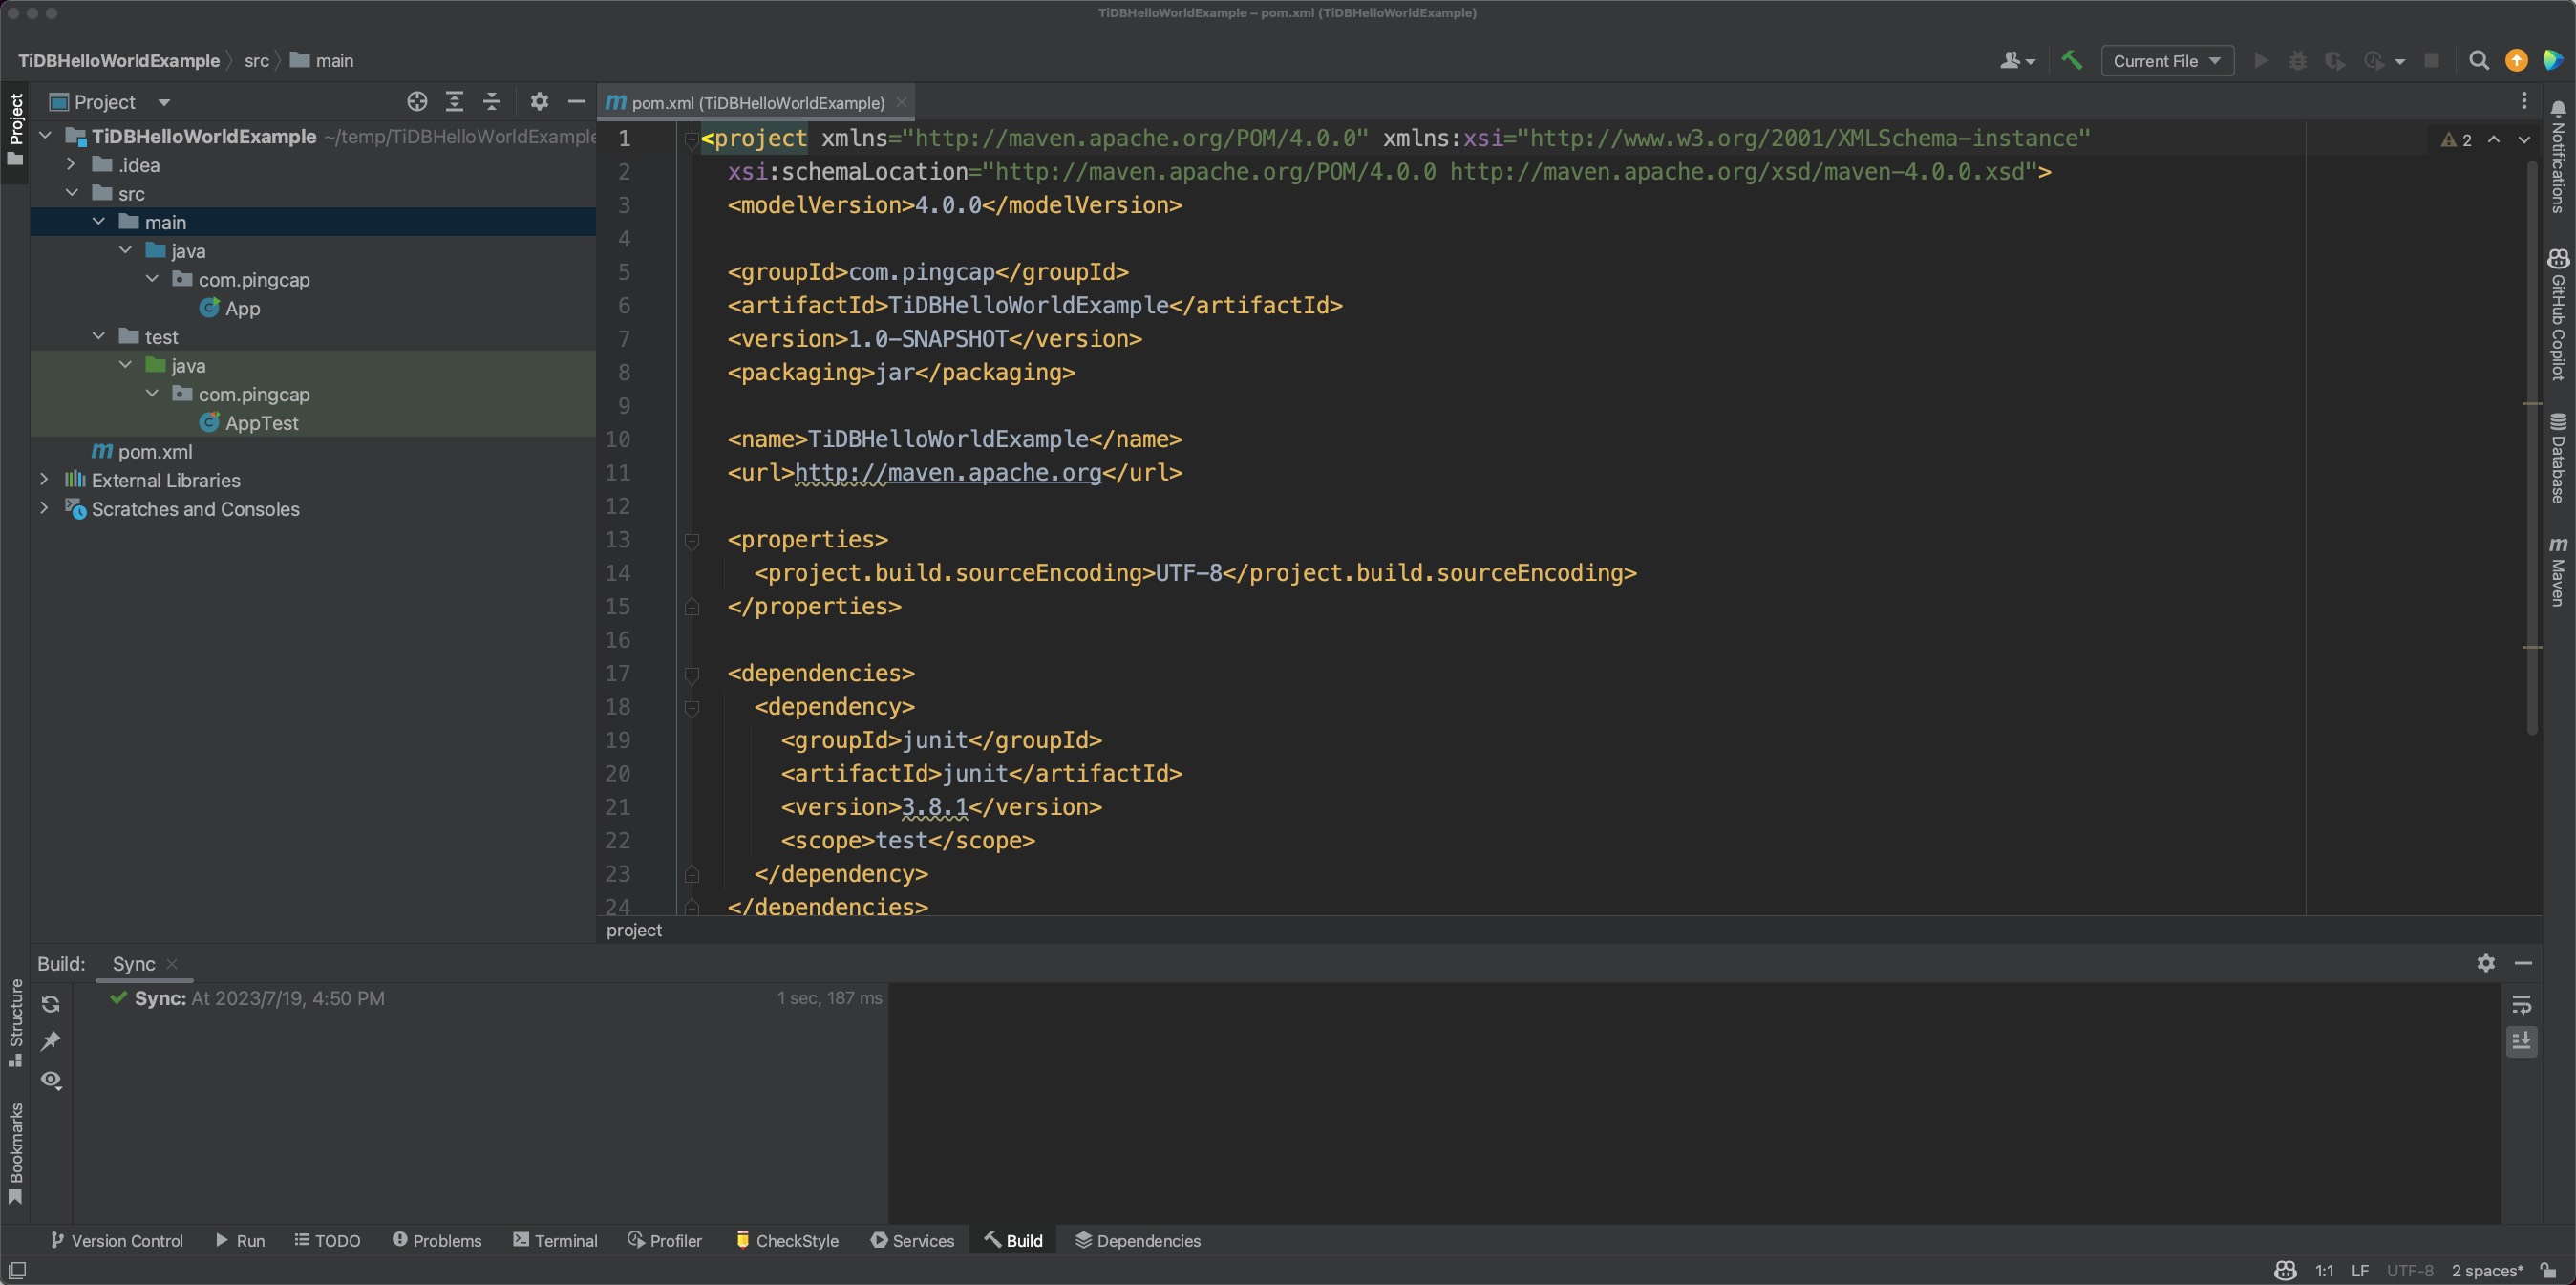 TiDBHelloWorldExample – pom.xml (TiDBHelloWorldExample)
TiDBHelloWorldExample src main
Current File
Project
Project
TiDBHelloWorldExample ~/temp/TiDBHelloWorldExample
.idea
src
main
java
com.pingcap
App
test
java
com.pingcap
AppTest
pom.xml
External Libraries
Scratches and Consoles
pom.xml (TiDBHelloWorldExample)
1 <project xmlns="http://maven.apache.org/POM/4.0.0" xmlns:xsi="http://www.w3.org/2001/XMLSchema-instance"
2 xsi:schemaLocation="http://maven.apache.org/POM/4.0.0 http://maven.apache.org/xsd/maven-4.0.0.xsd">
3 <modelVersion>4.0.0</modelVersion>
4
5 <groupId>com.pingcap</groupId>
6 <artifactId>TiDBHelloWorldExample</artifactId>
7 <version>1.0-SNAPSHOT</version>
8 <packaging>jar</packaging>
9
10 <name>TiDBHelloWorldExample</name>
11 <url>http://maven.apache.org</url>
12
13 <properties>
14 <project.build.sourceEncoding>UTF-8</project.build.sourceEncoding>
15 </properties>
16
17 <dependencies>
18 <dependency>
19 <groupId>junit</groupId>
20 <artifactId>junit</artifactId>
21 <version>3.8.1</version>
22 <scope>test</scope>
23 </dependency>
24 </dependencies>
2
project
Notifications
GitHub Copilot
Database
Maven
Build: Sync
Sync: At 2023/7/19, 4:50 PM 1 sec, 187 ms
Structure
Bookmarks
Version Control Run TODO Problems Terminal Profiler CheckStyle Services Build Dependencies
1:1 LF UTF-8 2 spaces*